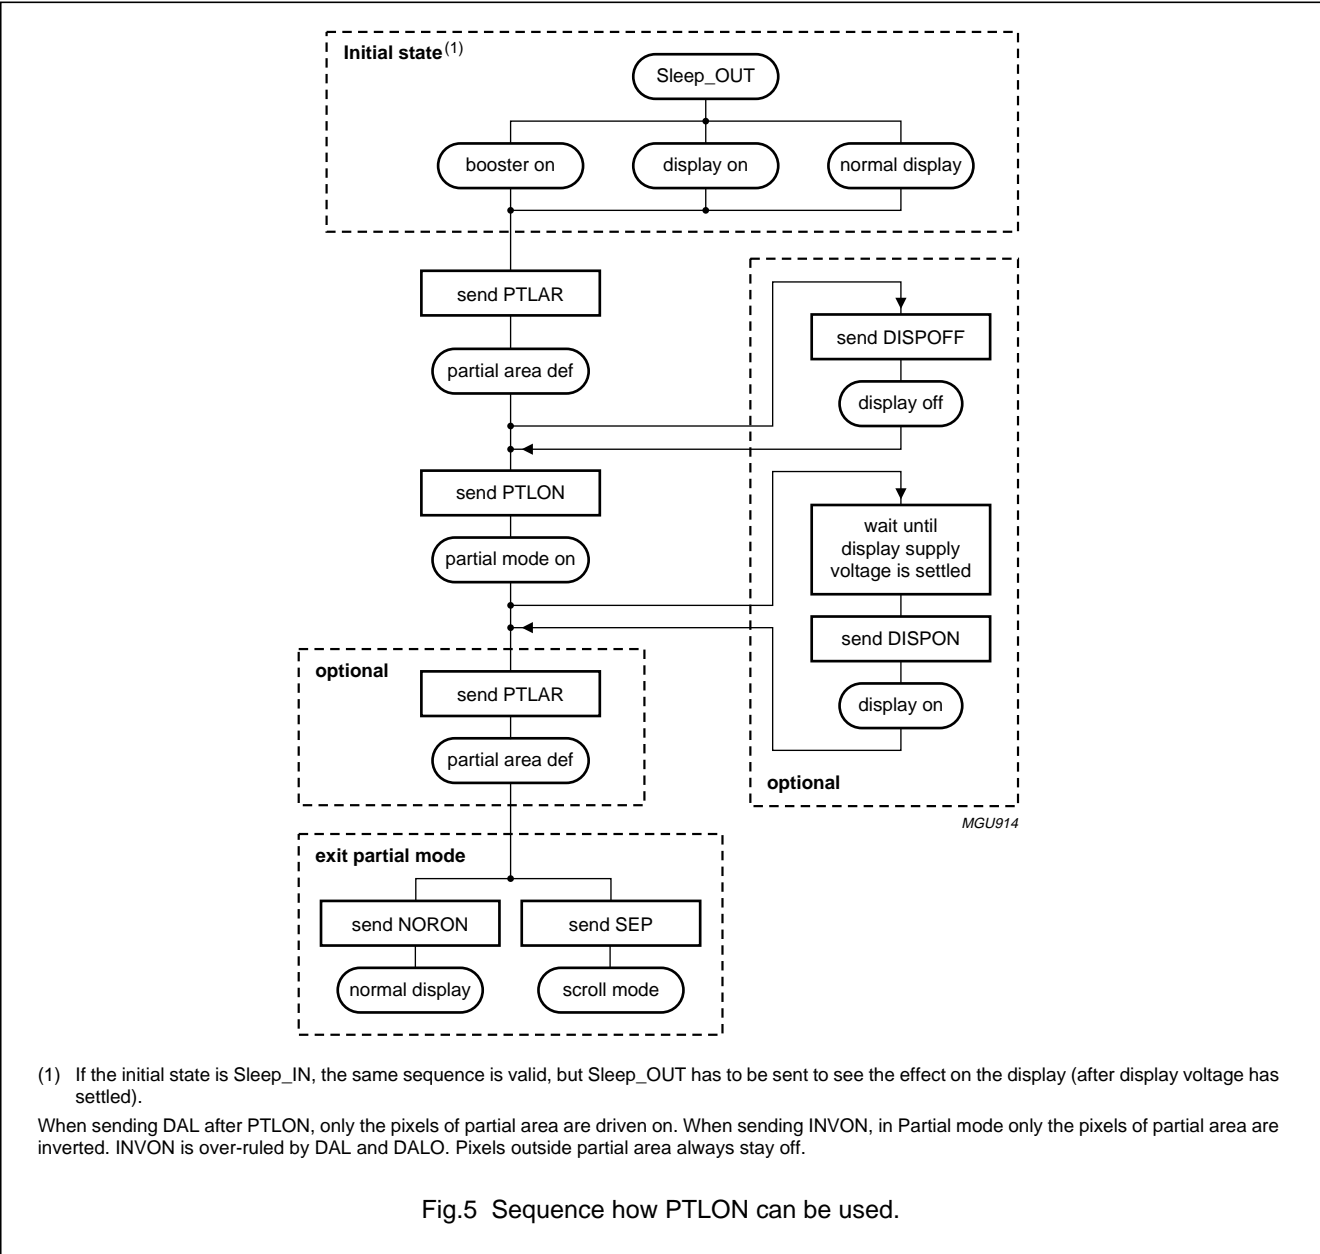 Initial state(1)
Sleep_OUT
booster on
display on
normal display
send PTLAR
partial area def
send DISPOFF
display off
send PTLON
partial mode on
wait until
display supply
voltage is settled
send DISPON
display on
optional
optional
send PTLAR
partial area def
MGU914
exit partial mode
send NORON
send SEP
normal display
scroll mode
(1) If the initial state is Sleep_IN, the same sequence is valid, but Sleep_OUT has to be sent to see the effect on the display (after display voltage has
settled).
When sending DAL after PTLON, only the pixels of partial area are driven on. When sending INVON, in Partial mode only the pixels of partial area are
inverted. INVON is over-ruled by DAL and DALO. Pixels outside partial area always stay off.
Fig.5 Sequence how PTLON can be used.